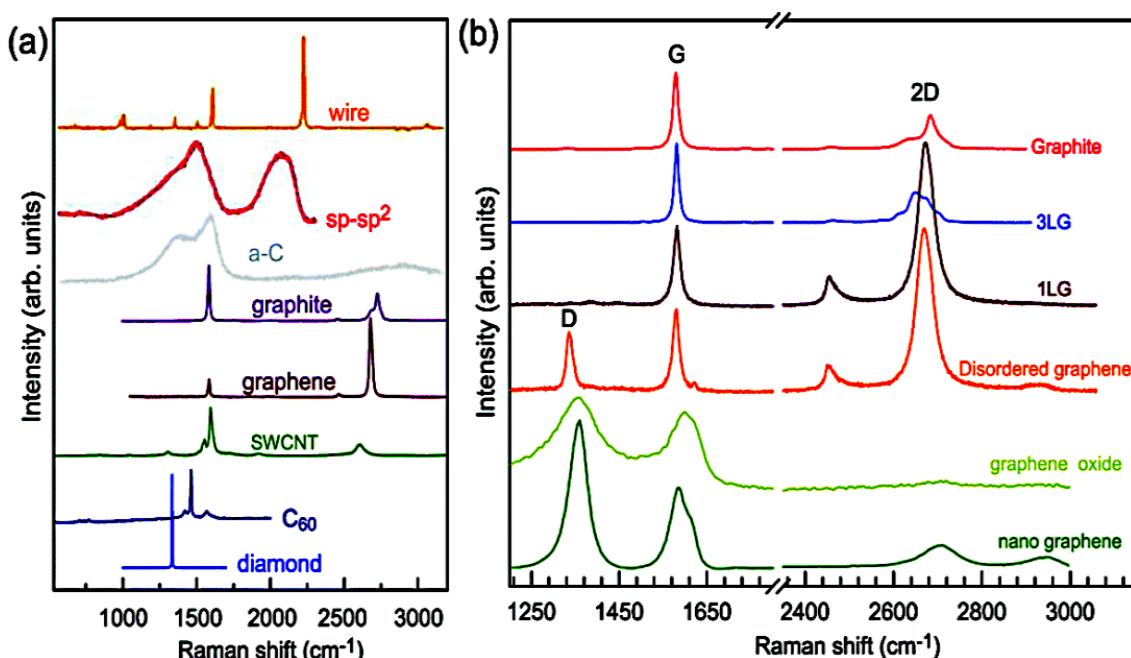 (a)
wire
sp-sp²
a-C
graphite
graphene
SWCNT
C₆₀
diamond
Intensity (arb. units)
1000 1500 2000 2500 3000
Raman shift (cm⁻¹)
(b)
G
2D
D
Graphite
3LG
1LG
Disordered graphene
graphene oxide
nano graphene
Intensity (arb. units)
1250 1450 1650 2400 2600 2800 3000
Raman shift (cm⁻¹)